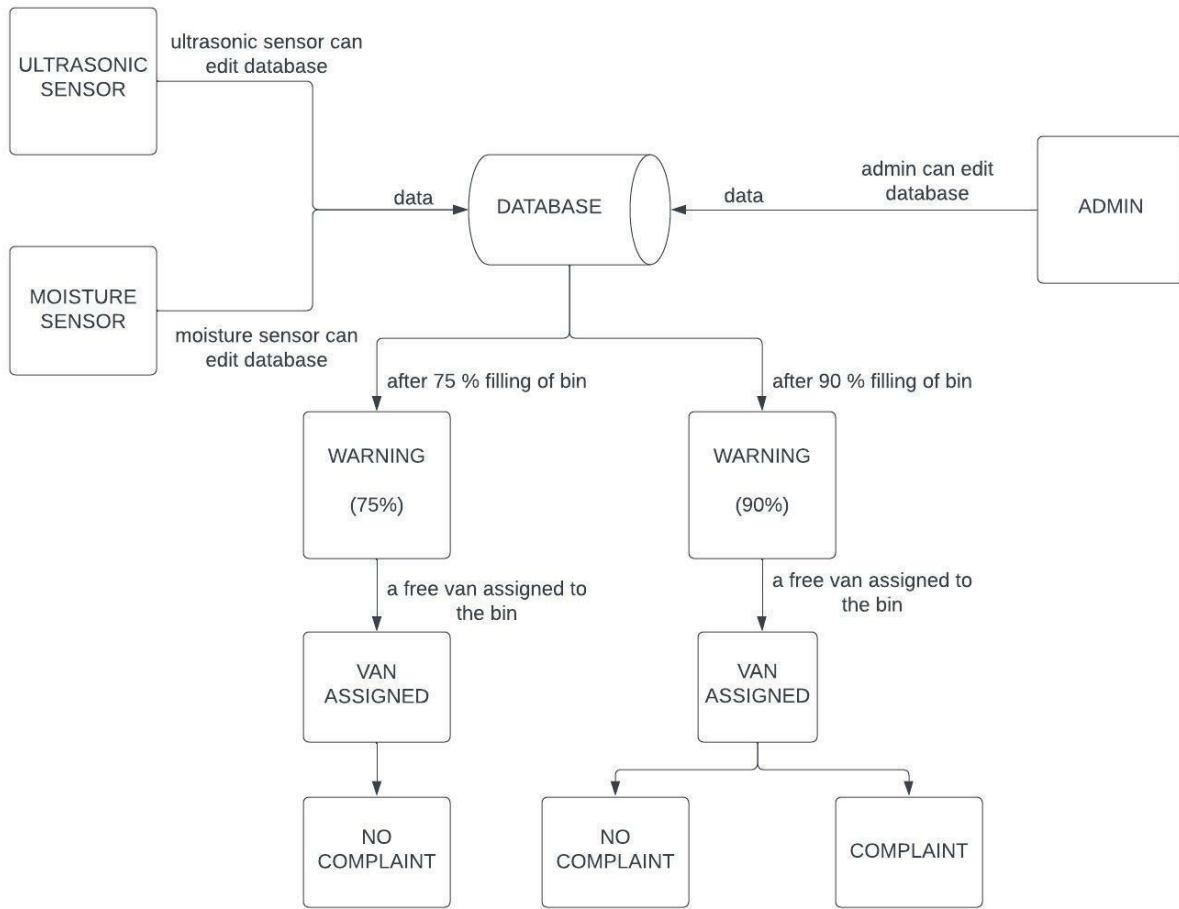 ULTRASONIC
SENSOR
ultrasonic sensor can
edit database
MOISTURE
SENSOR
moisture sensor can
edit database
data
DATABASE
data
admin can edit
database
ADMIN
after 75 % filling of bin
after 90 % filling of bin
WARNING
(75%)
WARNING
(90%)
a free van assigned to
the bin
a free van assigned to
the bin
VAN
ASSIGNED
VAN
ASSIGNED
NO
COMPLAINT
NO
COMPLAINT
COMPLAINT